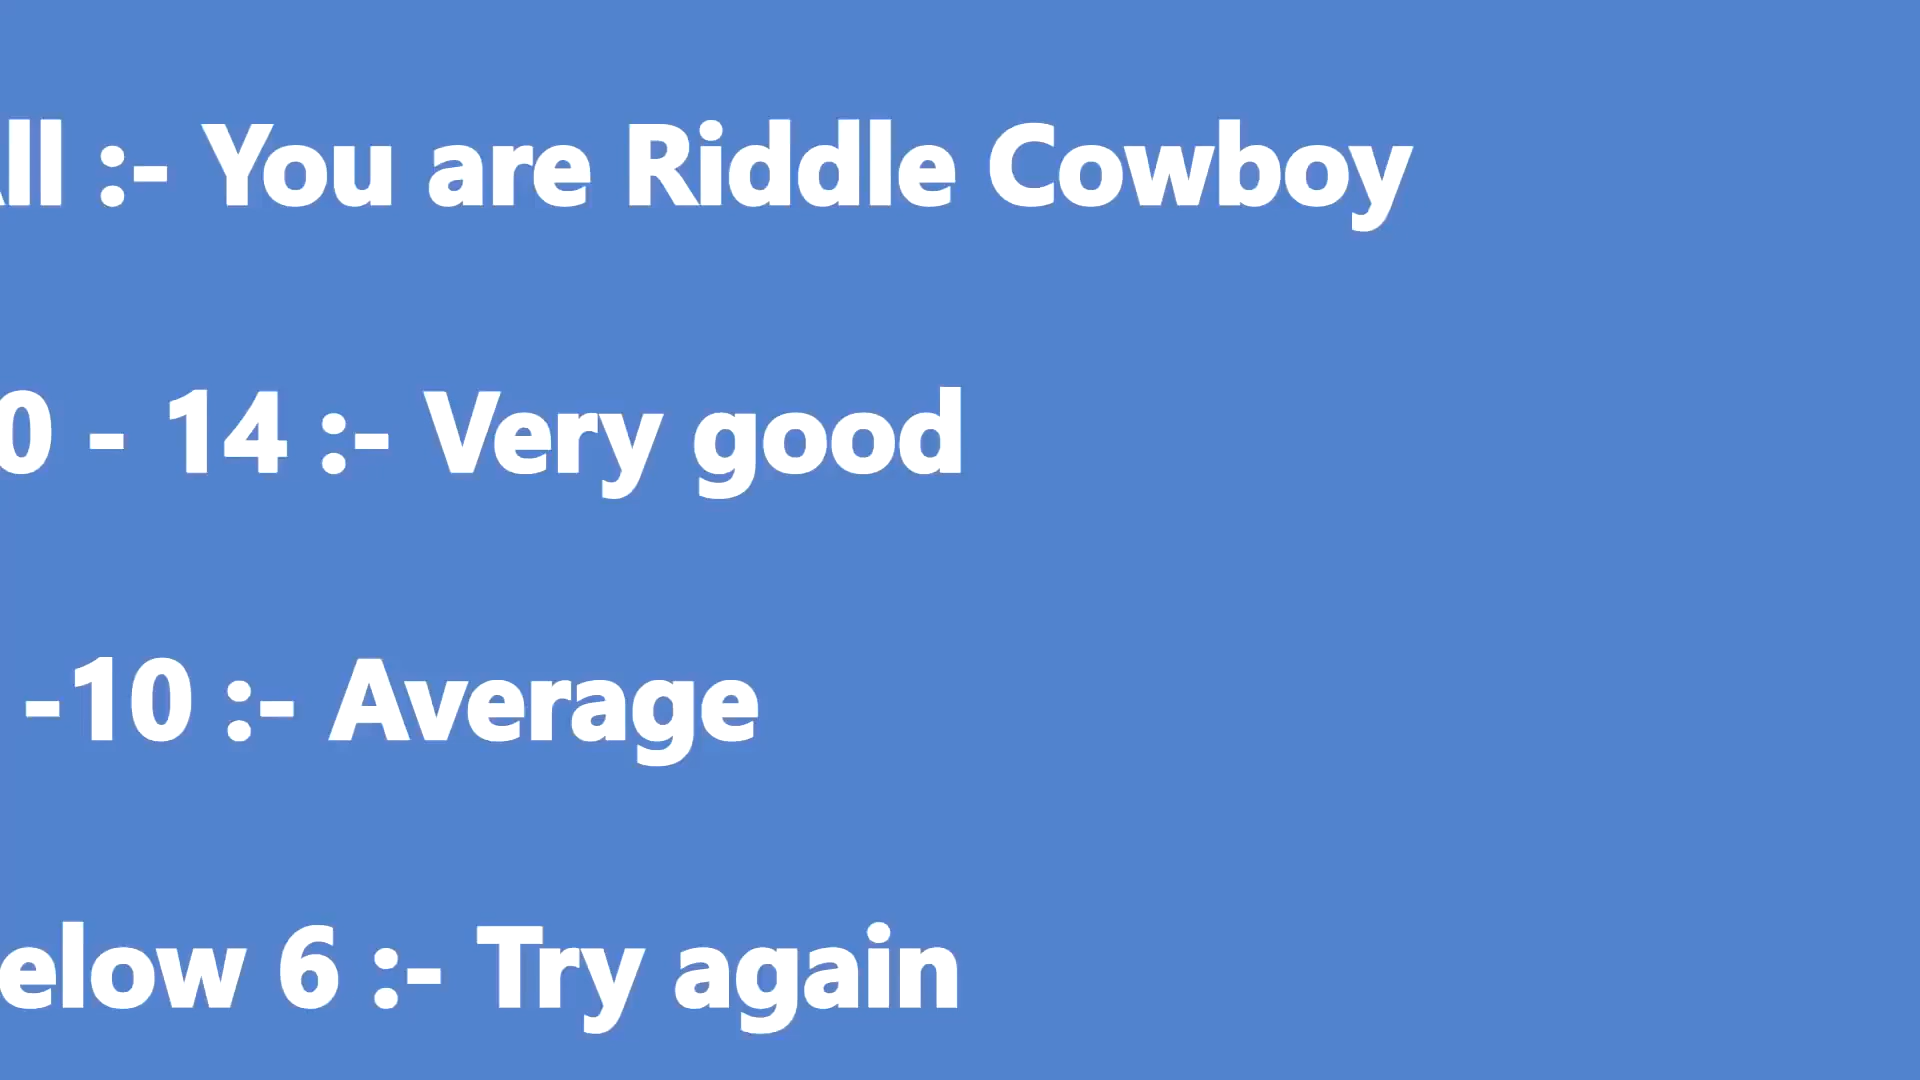 ll :- You are Riddle Cowboy
0 - 14 :- Very good
-10 :- Average
elow 6 :- Try again